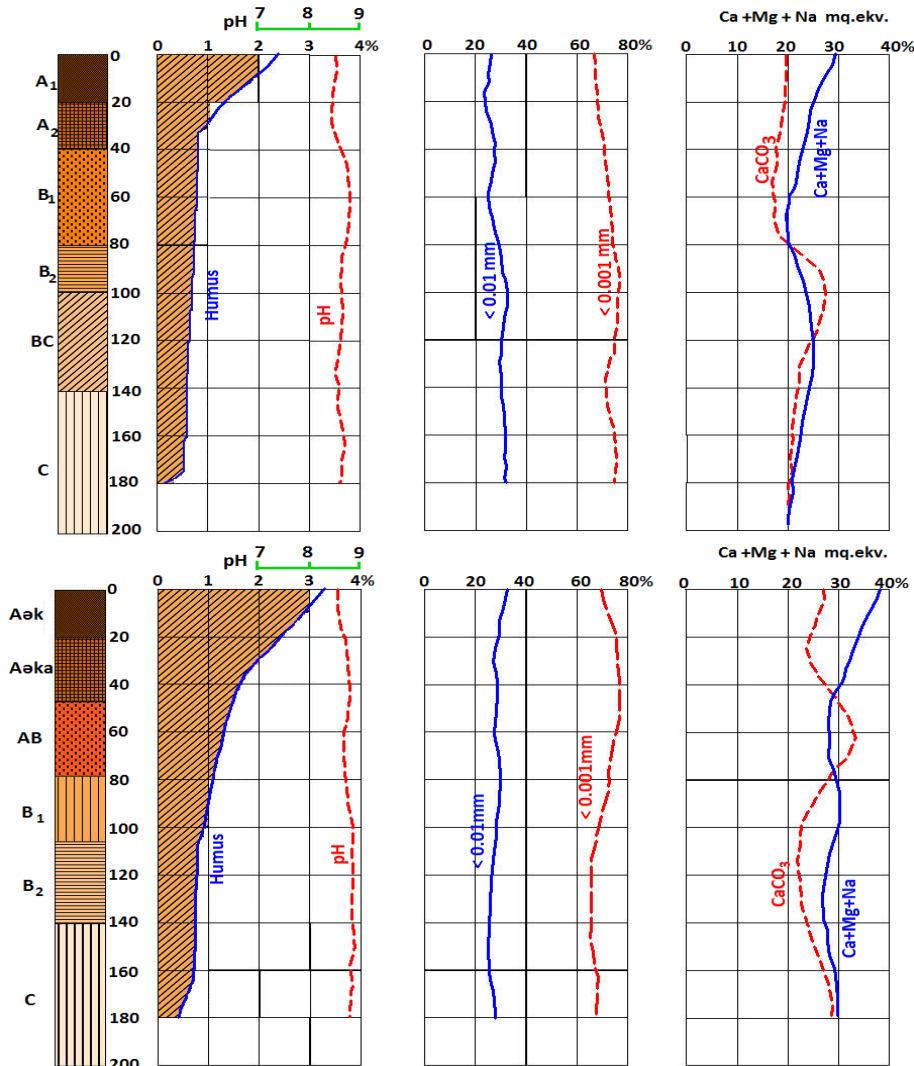 pH 7 8 9 Ca +Mg + Na mq.ekv.
0 1 2 3 4% 0 20 40 60 80% 0 10 20 30 40%
0
A₁
20
A₂
40
B₁
60
80
B₂
100
BC
120
140
160
C
180
200
Humus
pH
< 0.01 mm
< 0.001 mm
CaCO₃
Ca+Mg+Na
pH 7 8 9 Ca +Mg + Na mq.ekv.
0 1 2 3 4% 0 20 40 60 80% 0 10 20 30 40%
0
Aək
20
Aəka
40
AB
60
80
B₁
100
B₂
120
140
160
C
180
200
Humus
pH
< 0.01mm
< 0.001mm
CaCO₃
Ca+Mg+Na